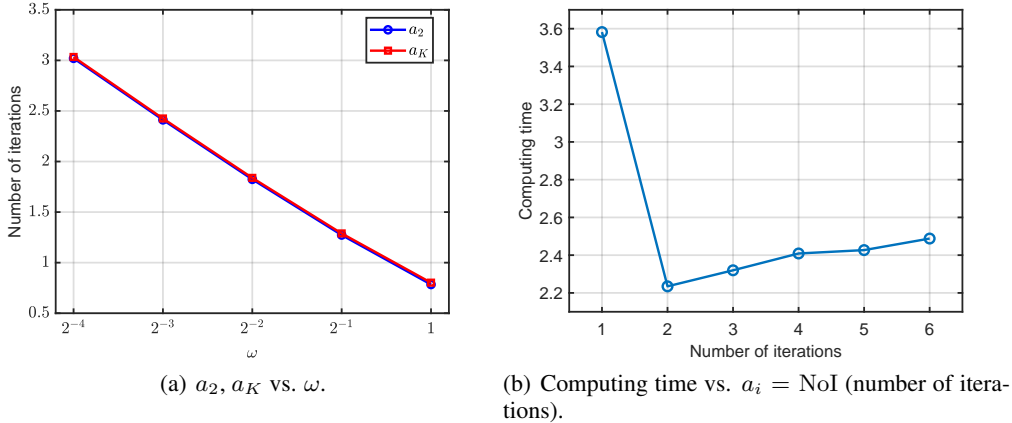 3.5
3
2.5
2
1.5
1
0.5
Number of iterations
a₂
a_K
2⁻⁴ 2⁻³ 2⁻² 2⁻¹ 1
ω
(a) a₂, a_K vs. ω.
3.6
3.4
3.2
3
2.8
2.6
2.4
2.2
Computing time
1 2 3 4 5 6
Number of iterations
(b) Computing time vs. aᵢ = NoI (number of itera-
tions).